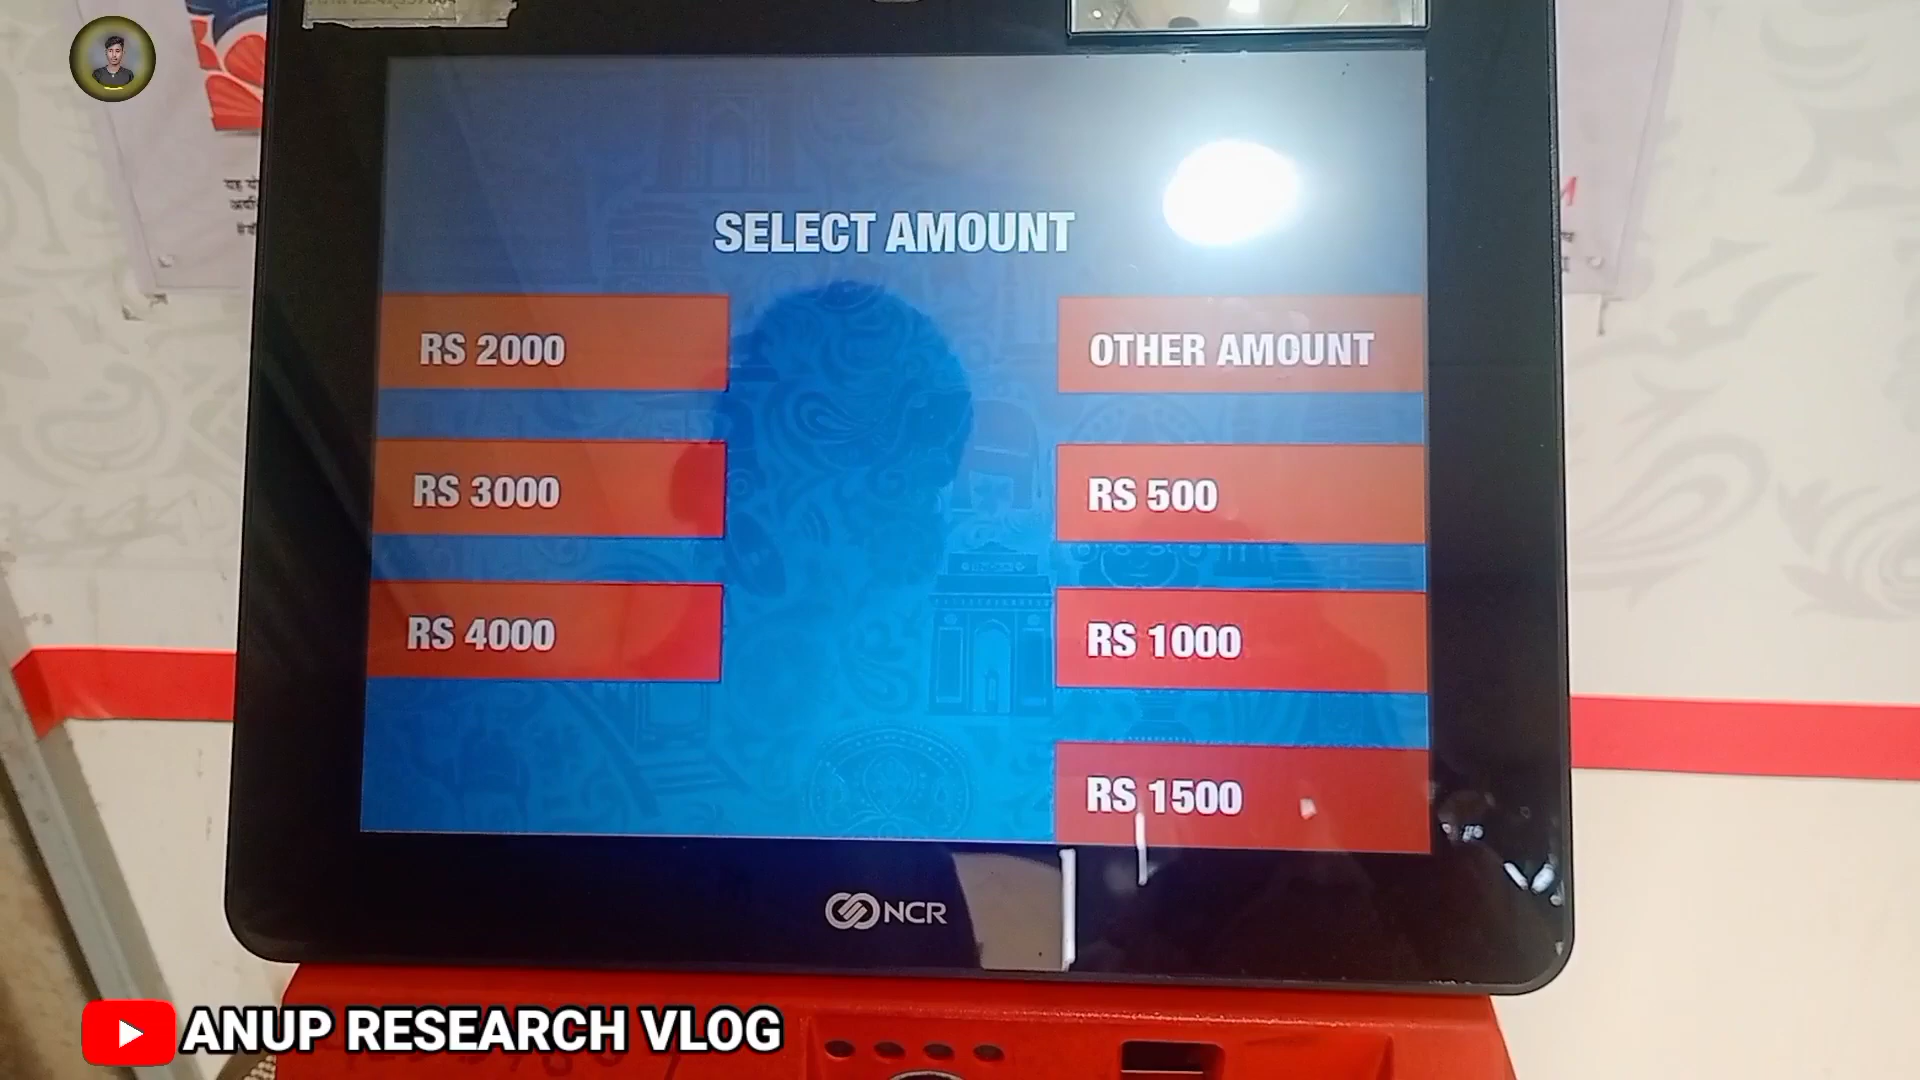 SELECT AMOUNT
RS 2000
OTHER AMOUNT
RS 3000
RS 500
RS 4000
RS 1000
RS 1500
NCR
ANUP RESEARCH VLOG